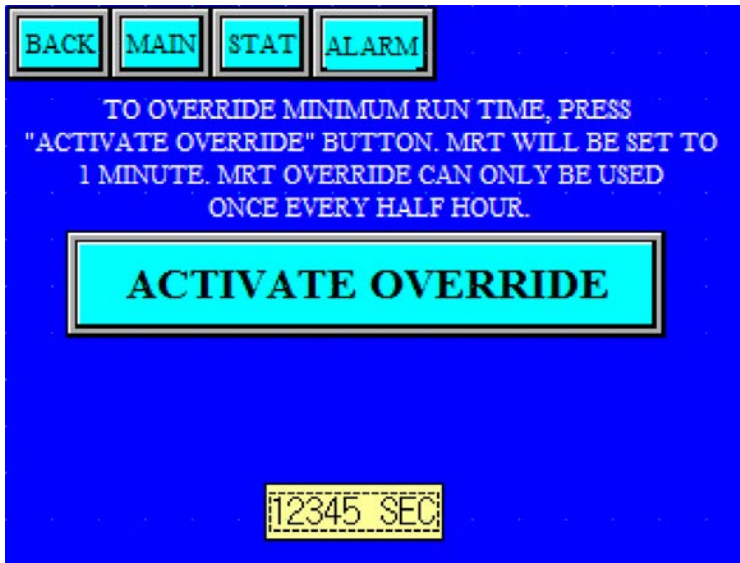 BACK MAIN STAT ALARM
TO OVERRIDE MINIMUM RUN TIME, PRESS
"ACTIVATE OVERRIDE" BUTTON. MRT WILL BE SET TO
1 MINUTE. MRT OVERRIDE CAN ONLY BE USED
ONCE EVERY HALF HOUR.
ACTIVATE OVERRIDE
12345 SEC